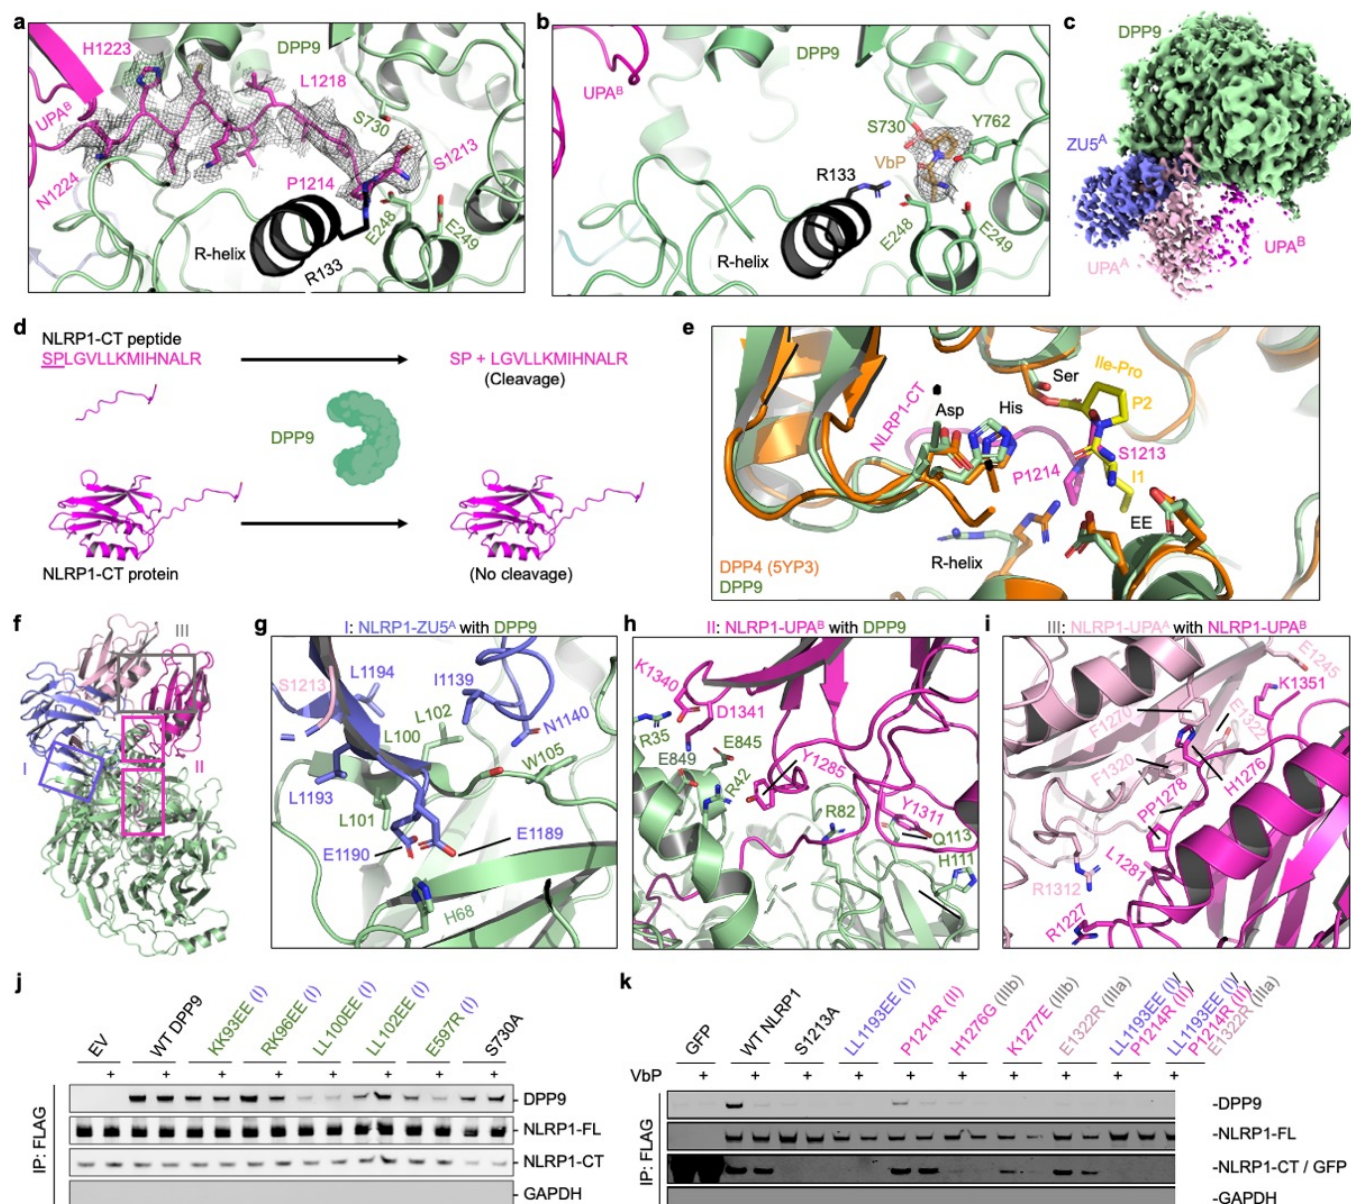 a
H1223
DPP9
L1218
UPAᴮ
S730
S1213
N1224
P1214
E248
E249
R-helix
R133
b
UPAᴮ
DPP9
S730
Y762
VbP
R133
E248
E249
R-helix
c
DPP9
ZU5ᴬ
UPAᴬ
UPAᴮ
d
NLRP1-CT peptide
SPLGVLLKMIHNALR
SP + LGVLLKMIHNALR
(Cleavage)
DPP9
NLRP1-CT protein
(No cleavage)
e
Ser
Ile-Pro
P2
Asp
His
NLRP1-CT
S1213
P1214
I1
EE
R-helix
DPP4 (5YP3)
DPP9
f
III
I
II
g
I: NLRP1-ZU5ᴬ with DPP9
L1194
I1139
S1213
L102
N1140
L100
W105
L1193
L101
E1190
E1189
H68
h
II: NLRP1-UPAᴮ with DPP9
K1340
D1341
R35
E845
E849
Y1285
R42
R82
Y1311
Q113
H111
i
III: NLRP1-UPAᴬ with NLRP1-UPAᴮ
E1245
K1351
F1270
E1322
F1320
H1276
PP1278
L1281
R1312
R1227
j
EV
WT DPP9
KK93EE (I)
RK96EE (I)
LL100EE (I)
LL102EE (I)
E597R (I)
S730A
+ + + + + + + +
IP: FLAG
DPP9
NLRP1-FL
NLRP1-CT
GAPDH
k
GFP
WT NLRP1
S1213A
LL1193EE (I)
P1214R (II)
H1276G (IIIb)
K1277E (IIIb)
E1322R (IIIa)
LL1193EE (I)/
P1214R (II)
LL1193EE (I)/
P1214R (II)/
E1322R (IIIa)
VbP + + + + + + + + + +
IP: FLAG
-DPP9
-NLRP1-FL
-NLRP1-CT / GFP
-GAPDH